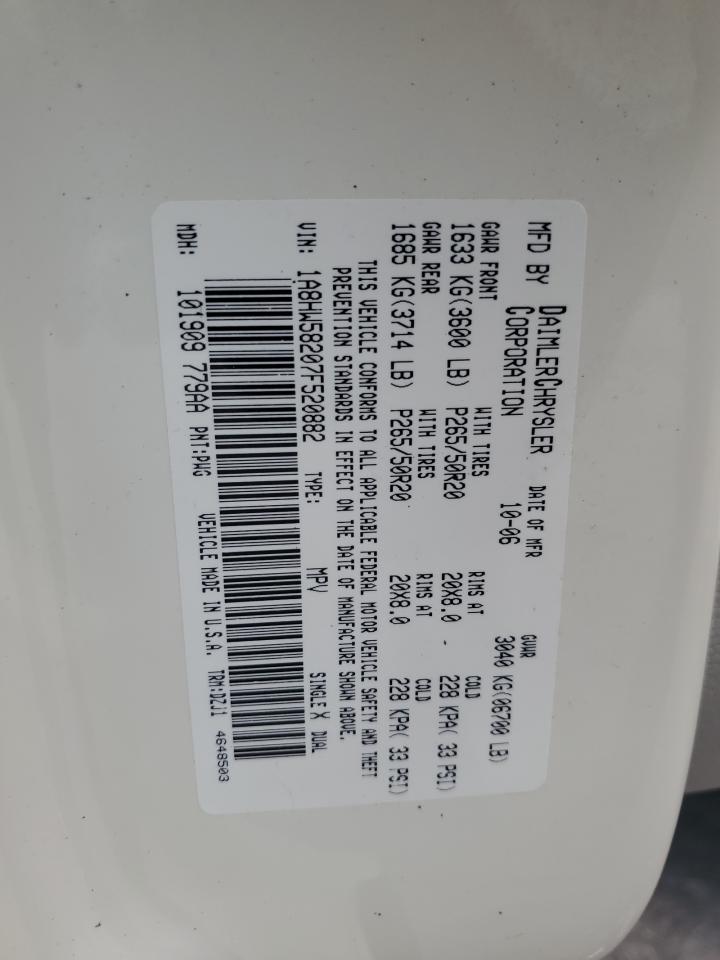 MFD BY DAIMLERCHRYSLER CORPORATION
DATE OF MFR 10-06
GVWR 3040 KG(06700 LB)
GAWR FRONT WITH TIRES RIMS AT COLD
1633 KG(3600 LB) P265/50R20 20X8.0 - 228 KPA( 33 PSI)
GAWR REAR WITH TIRES RIMS AT COLD
1685 KG(3714 LB) P265/50R20 20X8.0 228 KPA( 33 PSI)
THIS VEHICLE CONFORMS TO ALL APPLICABLE FEDERAL MOTOR VEHICLE SAFETY AND THEFT
PREVENTION STANDARDS IN EFFECT ON THE DATE OF MANUFACTURE SHOWN ABOVE.
VIN: 1A8HW58207F520882 TYPE: MPV SINGLE X DUAL
MDH: 101909 779AA PNT:PWG VEHICLE MADE IN U.S.A. TRM:DZJ1 4648503